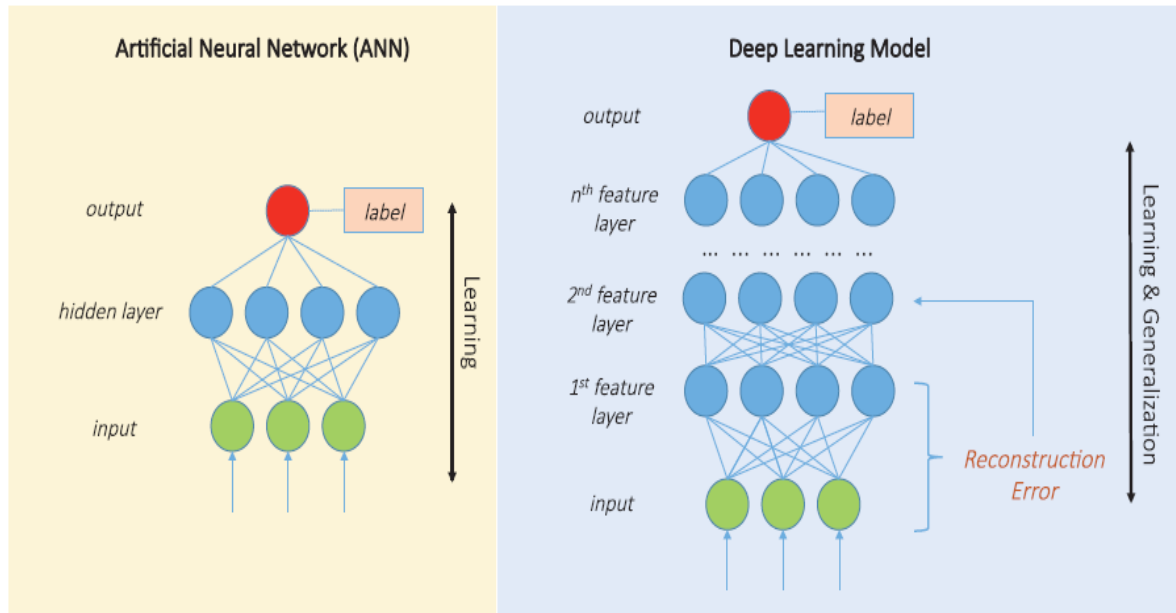 Artificial Neural Network (ANN)
output
label
hidden layer
input
Learning
Deep Learning Model
output
label
nth feature
layer
... ... ... ... ... ...
2nd feature
layer
1st feature
layer
input
Reconstruction
Error
Learning & Generalization